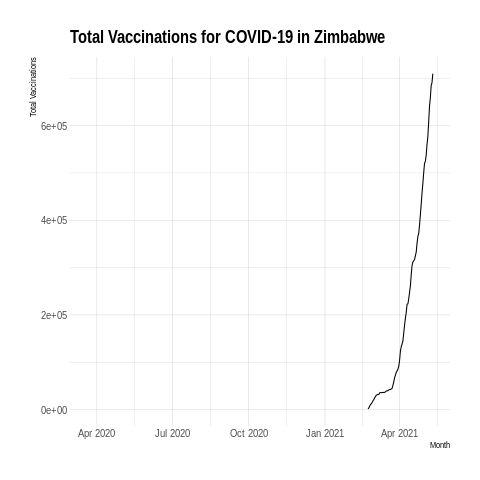 Total Vaccinations for COVID-19 in Zimbabwe
Total Vaccinations
6e+05
4e+05
2e+05
0e+00
Apr 2020 Jul 2020 Oct 2020 Jan 2021 Apr 2021
Month